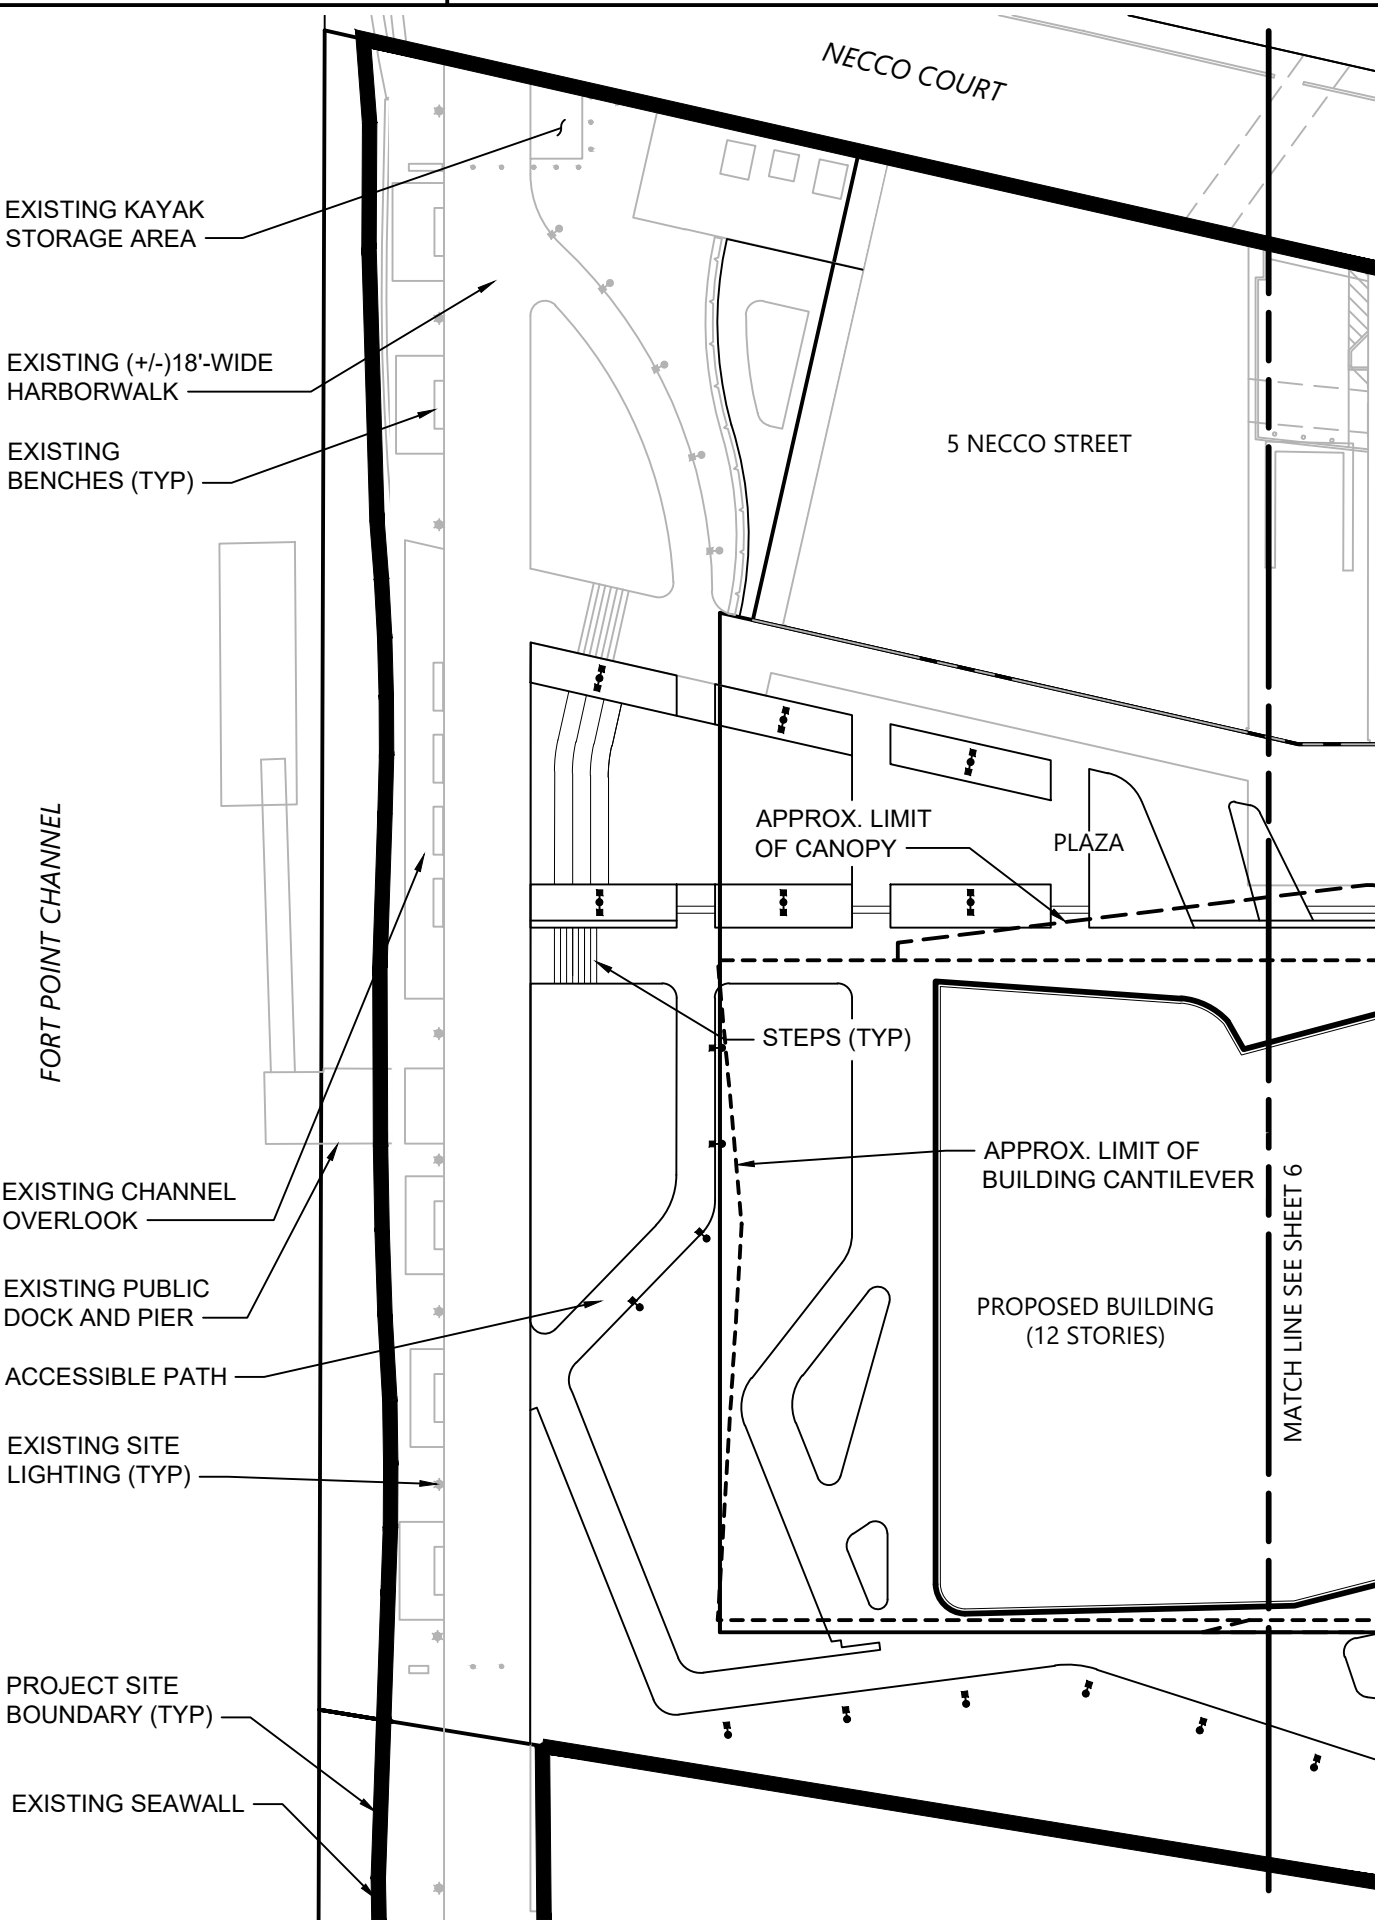 NECCO COURT
EXISTING KAYAK
STORAGE AREA
EXISTING (+/-)18'-WIDE
HARBORWALK
EXISTING
BENCHES (TYP)
5 NECCO STREET
FORT POINT CHANNEL
APPROX. LIMIT
OF CANOPY
PLAZA
STEPS (TYP)
APPROX. LIMIT OF
BUILDING CANTILEVER
EXISTING CHANNEL
OVERLOOK
EXISTING PUBLIC
DOCK AND PIER
PROPOSED BUILDING
(12 STORIES)
MATCH LINE SEE SHEET 6
ACCESSIBLE PATH
EXISTING SITE
LIGHTING (TYP)
PROJECT SITE
BOUNDARY (TYP)
EXISTING SEAWALL